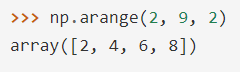 >>> np.arange(2, 9, 2)
array([2, 4, 6, 8])